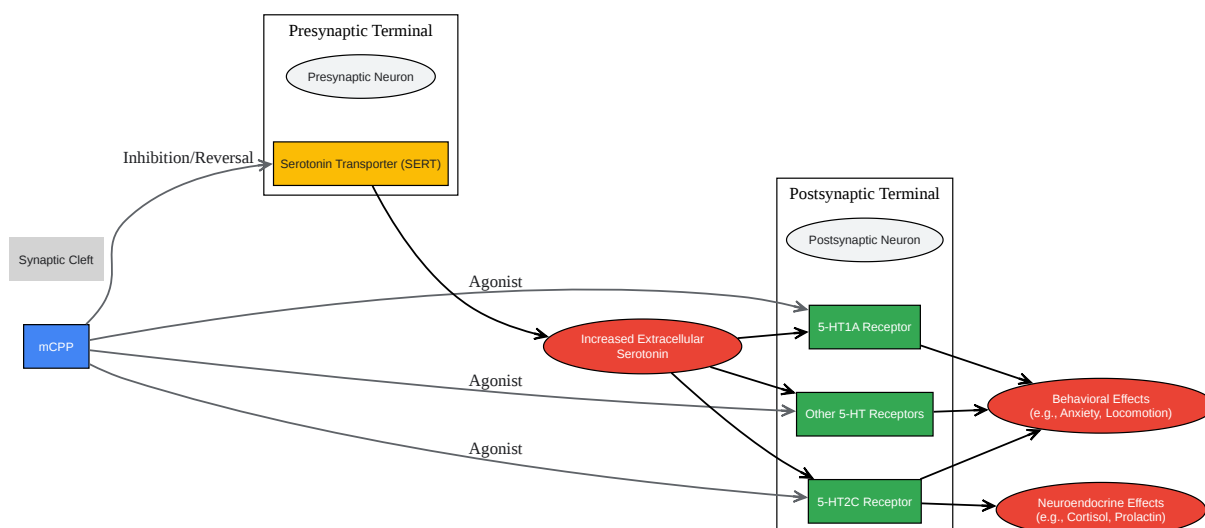 Presynaptic Terminal
Presynaptic Neuron
Inhibition/Reversal
Serotonin Transporter (SERT)
Synaptic Cleft
mCPP
Agonist
Agonist
Agonist
Increased Extracellular
Serotonin
Postsynaptic Terminal
Postsynaptic Neuron
5-HT1A Receptor
Other 5-HT Receptors
5-HT2C Receptor
Behavioral Effects
(e.g., Anxiety, Locomotion)
Neuroendocrine Effects
(e.g., Cortisol, Prolactin)